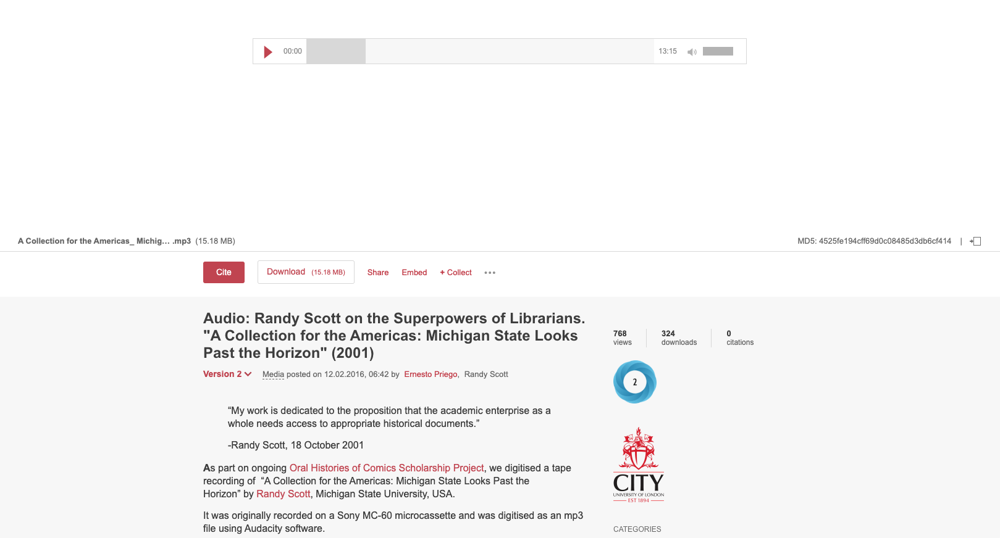 00:00
13:15
A Collection for the Americas_ Michig... .mp3 (15.18 MB)
MD5: 4525fe194cff69d0c08485d3db6cf414 |
Cite
Download (15.18 MB)
Share
Embed
+ Collect
Audio: Randy Scott on the Superpowers of Librarians.
"A Collection for the Americas: Michigan State Looks
Past the Horizon" (2001)
Version 2
Media posted on 12.02.2016, 06:42 by Ernesto Priego, Randy Scott
“My work is dedicated to the proposition that the academic enterprise as a
whole needs access to appropriate historical documents.”
-Randy Scott, 18 October 2001
As part on ongoing Oral Histories of Comics Scholarship Project, we digitised a tape
recording of “A Collection for the Americas: Michigan State Looks Past the
Horizon” by Randy Scott, Michigan State University, USA.
It was originally recorded on a Sony MC-60 microcassette and was digitised as an mp3
file using Audacity software.
768
views
324
downloads
0
citations
2
CITY
UNIVERSITY OF LONDON
EST 1894
CATEGORIES